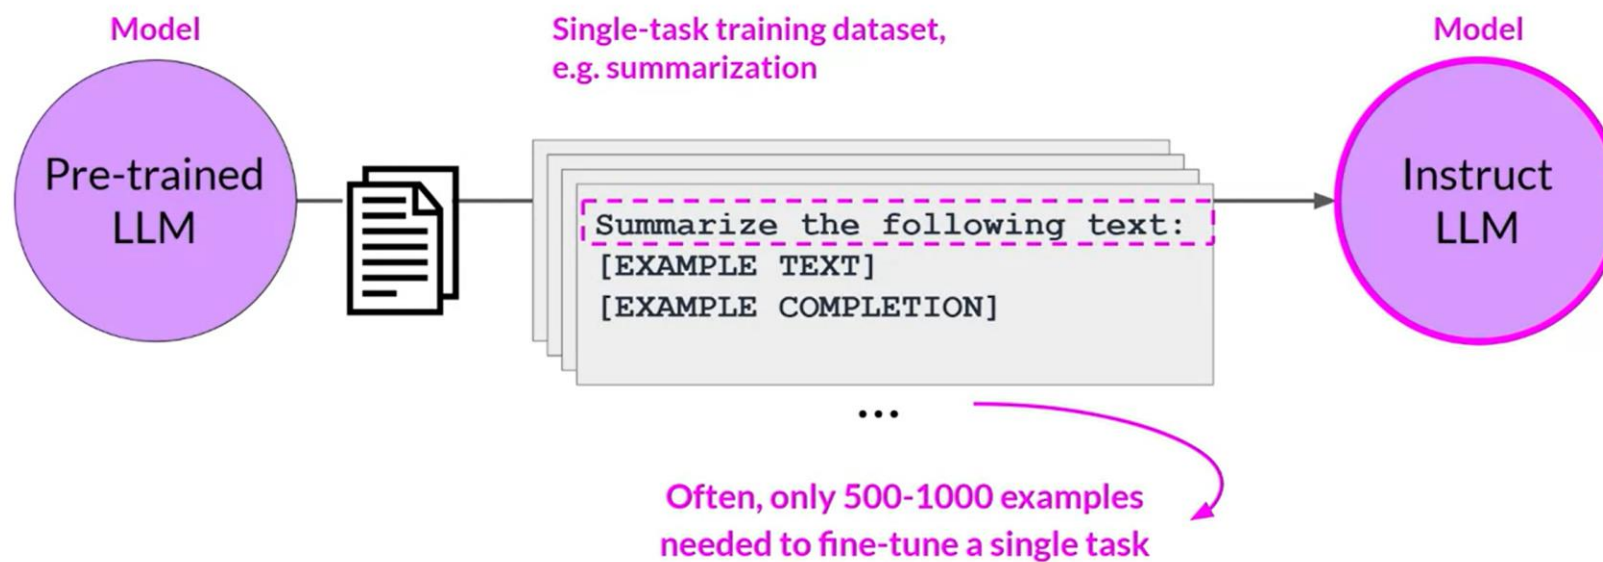 Model
Single-task training dataset,
e.g. summarization
Model
Pre-trained
LLM
Summarize the following text:
[EXAMPLE TEXT]
[EXAMPLE COMPLETION]
Instruct
LLM
...
Often, only 500-1000 examples
needed to fine-tune a single task